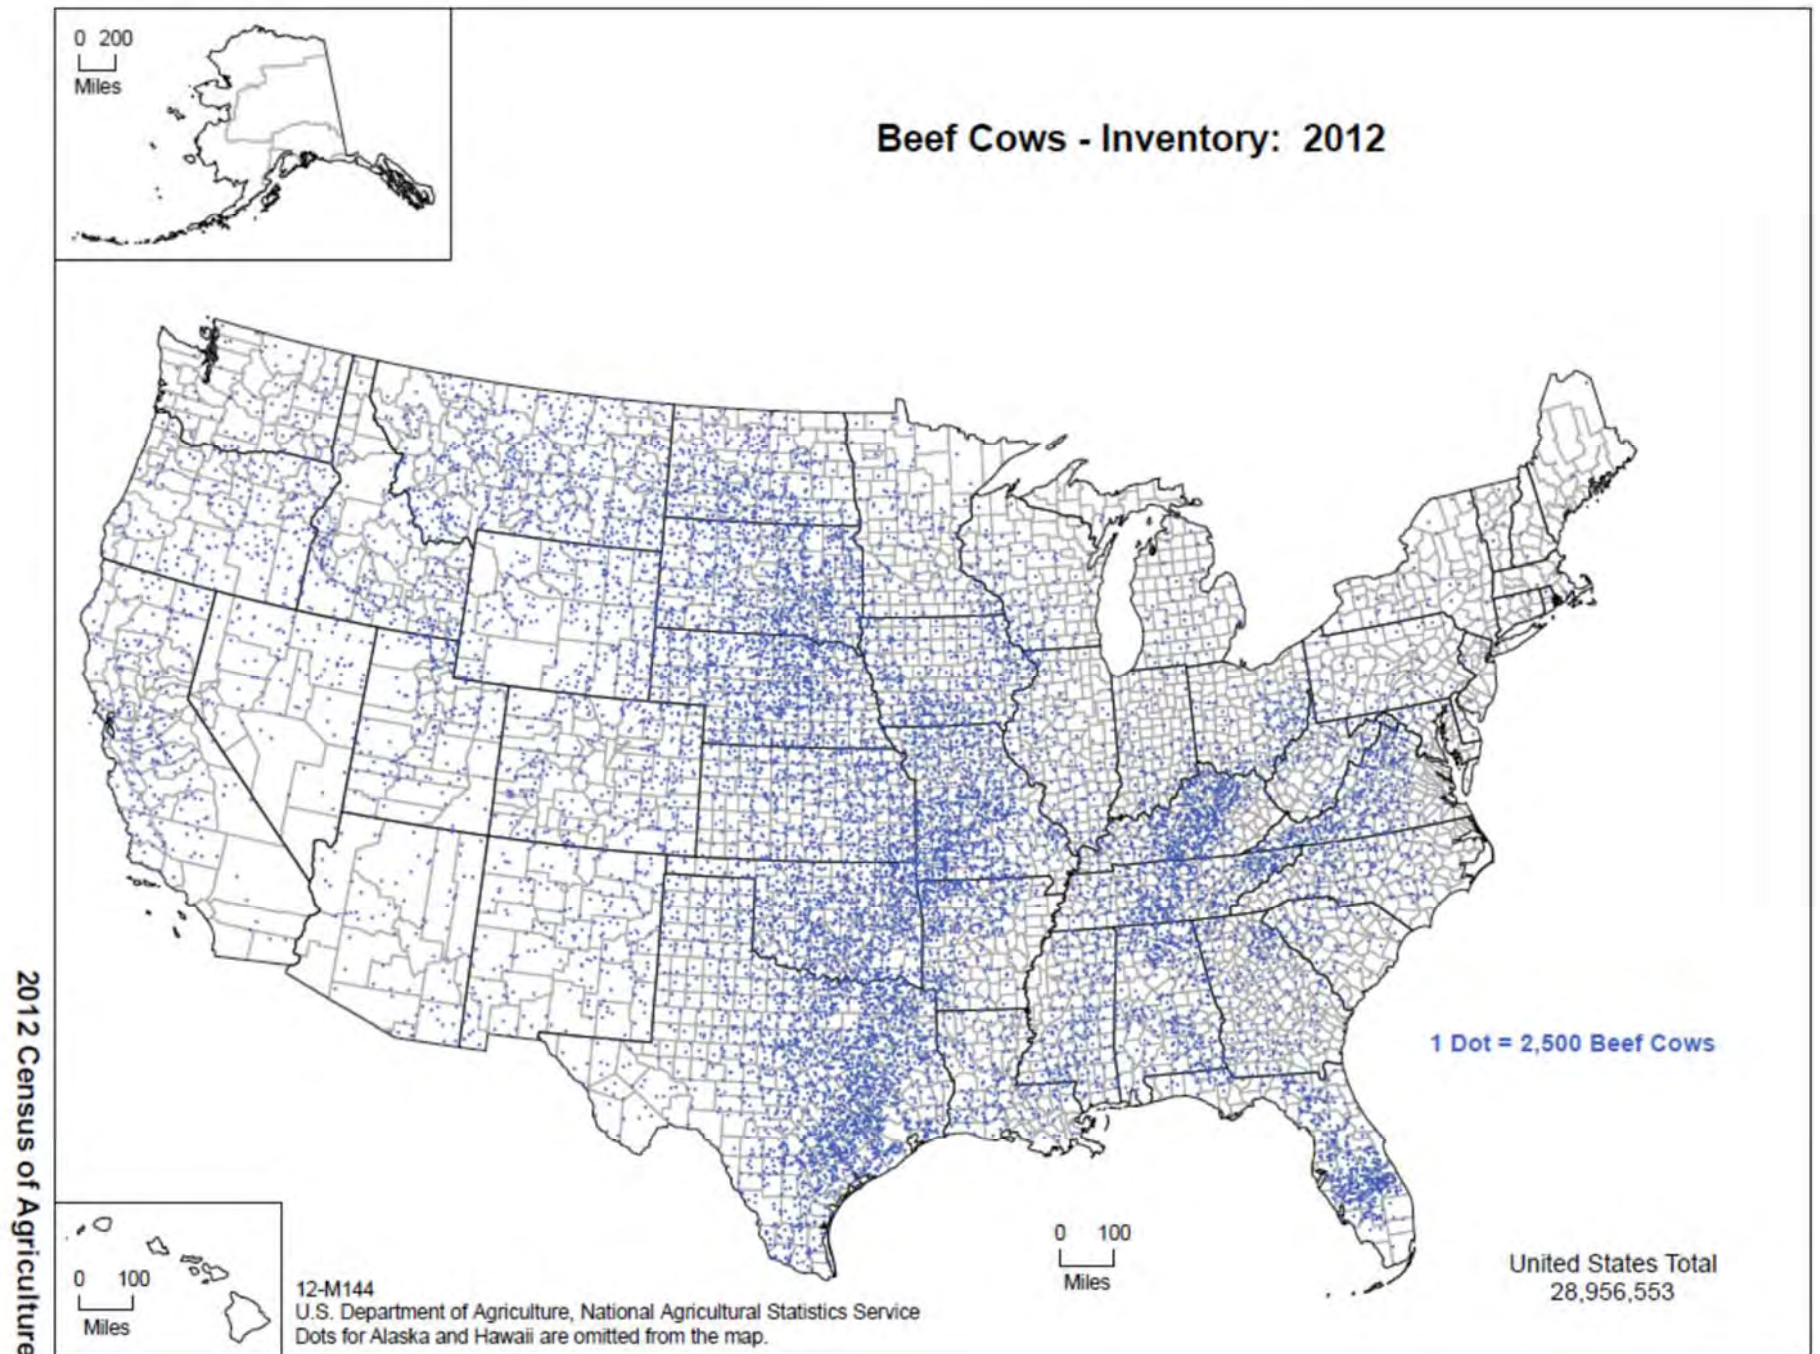 0 200
Miles
Beef Cows - Inventory: 2012
1 Dot = 2,500 Beef Cows
2012 Census of Agriculture
0 100
Miles
0 100
Miles
United States Total
28,956,553
12-M144
U.S. Department of Agriculture, National Agricultural Statistics Service
Dots for Alaska and Hawaii are omitted from the map.